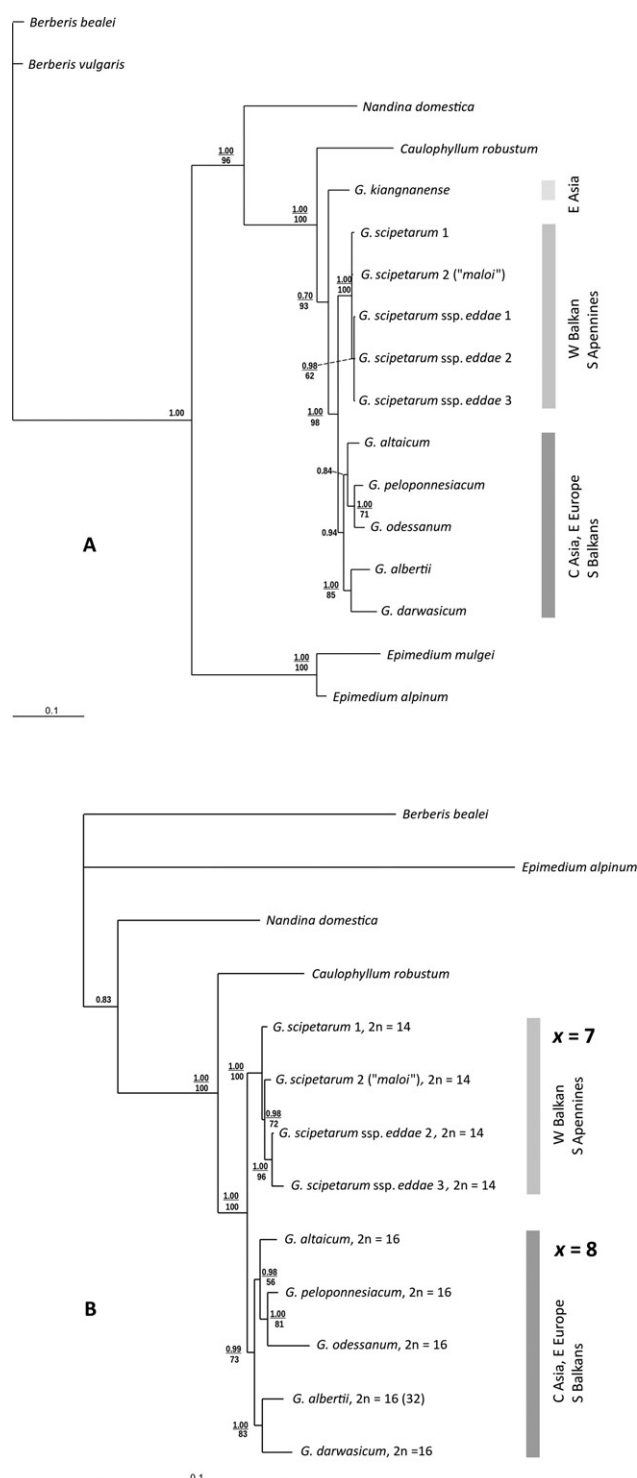 Berberis bealei
Berberis vulgaris
Nandina domestica
1.00
96
Caulophyllum robustum
1.00
100
G. kiangnanense
E Asia
G. scipetarum 1
G. scipetarum 2 ("maloi")
1.00
100
0.70
93
G. scipetarum ssp. eddae 1
G. scipetarum ssp. eddae 2
0.98
62
G. scipetarum ssp. eddae 3
W Balkan
S Apennines
1.00
1.00
98
G. altaicum
0.84
G. peloponnesiacum
1.00
71
G. odessanum
0.94
A
G. albertii
1.00
85
G. darwasicum
C Asia, E Europe
S Balkans
Epimedium mulgei
1.00
100
Epimedium alpinum
0.1
Berberis bealei
Epimedium alpinum
Nandina domestica
0.83
Caulophyllum robustum
G. scipetarum 1, 2n = 14
x = 7
1.00
100
1.00
100
G. scipetarum 2 ("maloi"), 2n = 14
0.98
72
G. scipetarum ssp. eddae 2, 2n = 14
1.00
96
G. scipetarum ssp. eddae 3, 2n = 14
W Balkan
S Apennines
1.00
100
G. altaicum, 2n = 16
x = 8
0.98
56
G. peloponnesiacum, 2n = 16
1.00
81
B
G. odessanum, 2n = 16
0.99
73
G. albertii, 2n = 16 (32)
1.00
83
G. darwasicum, 2n =16
C Asia, E Europe
S Balkans
0.1